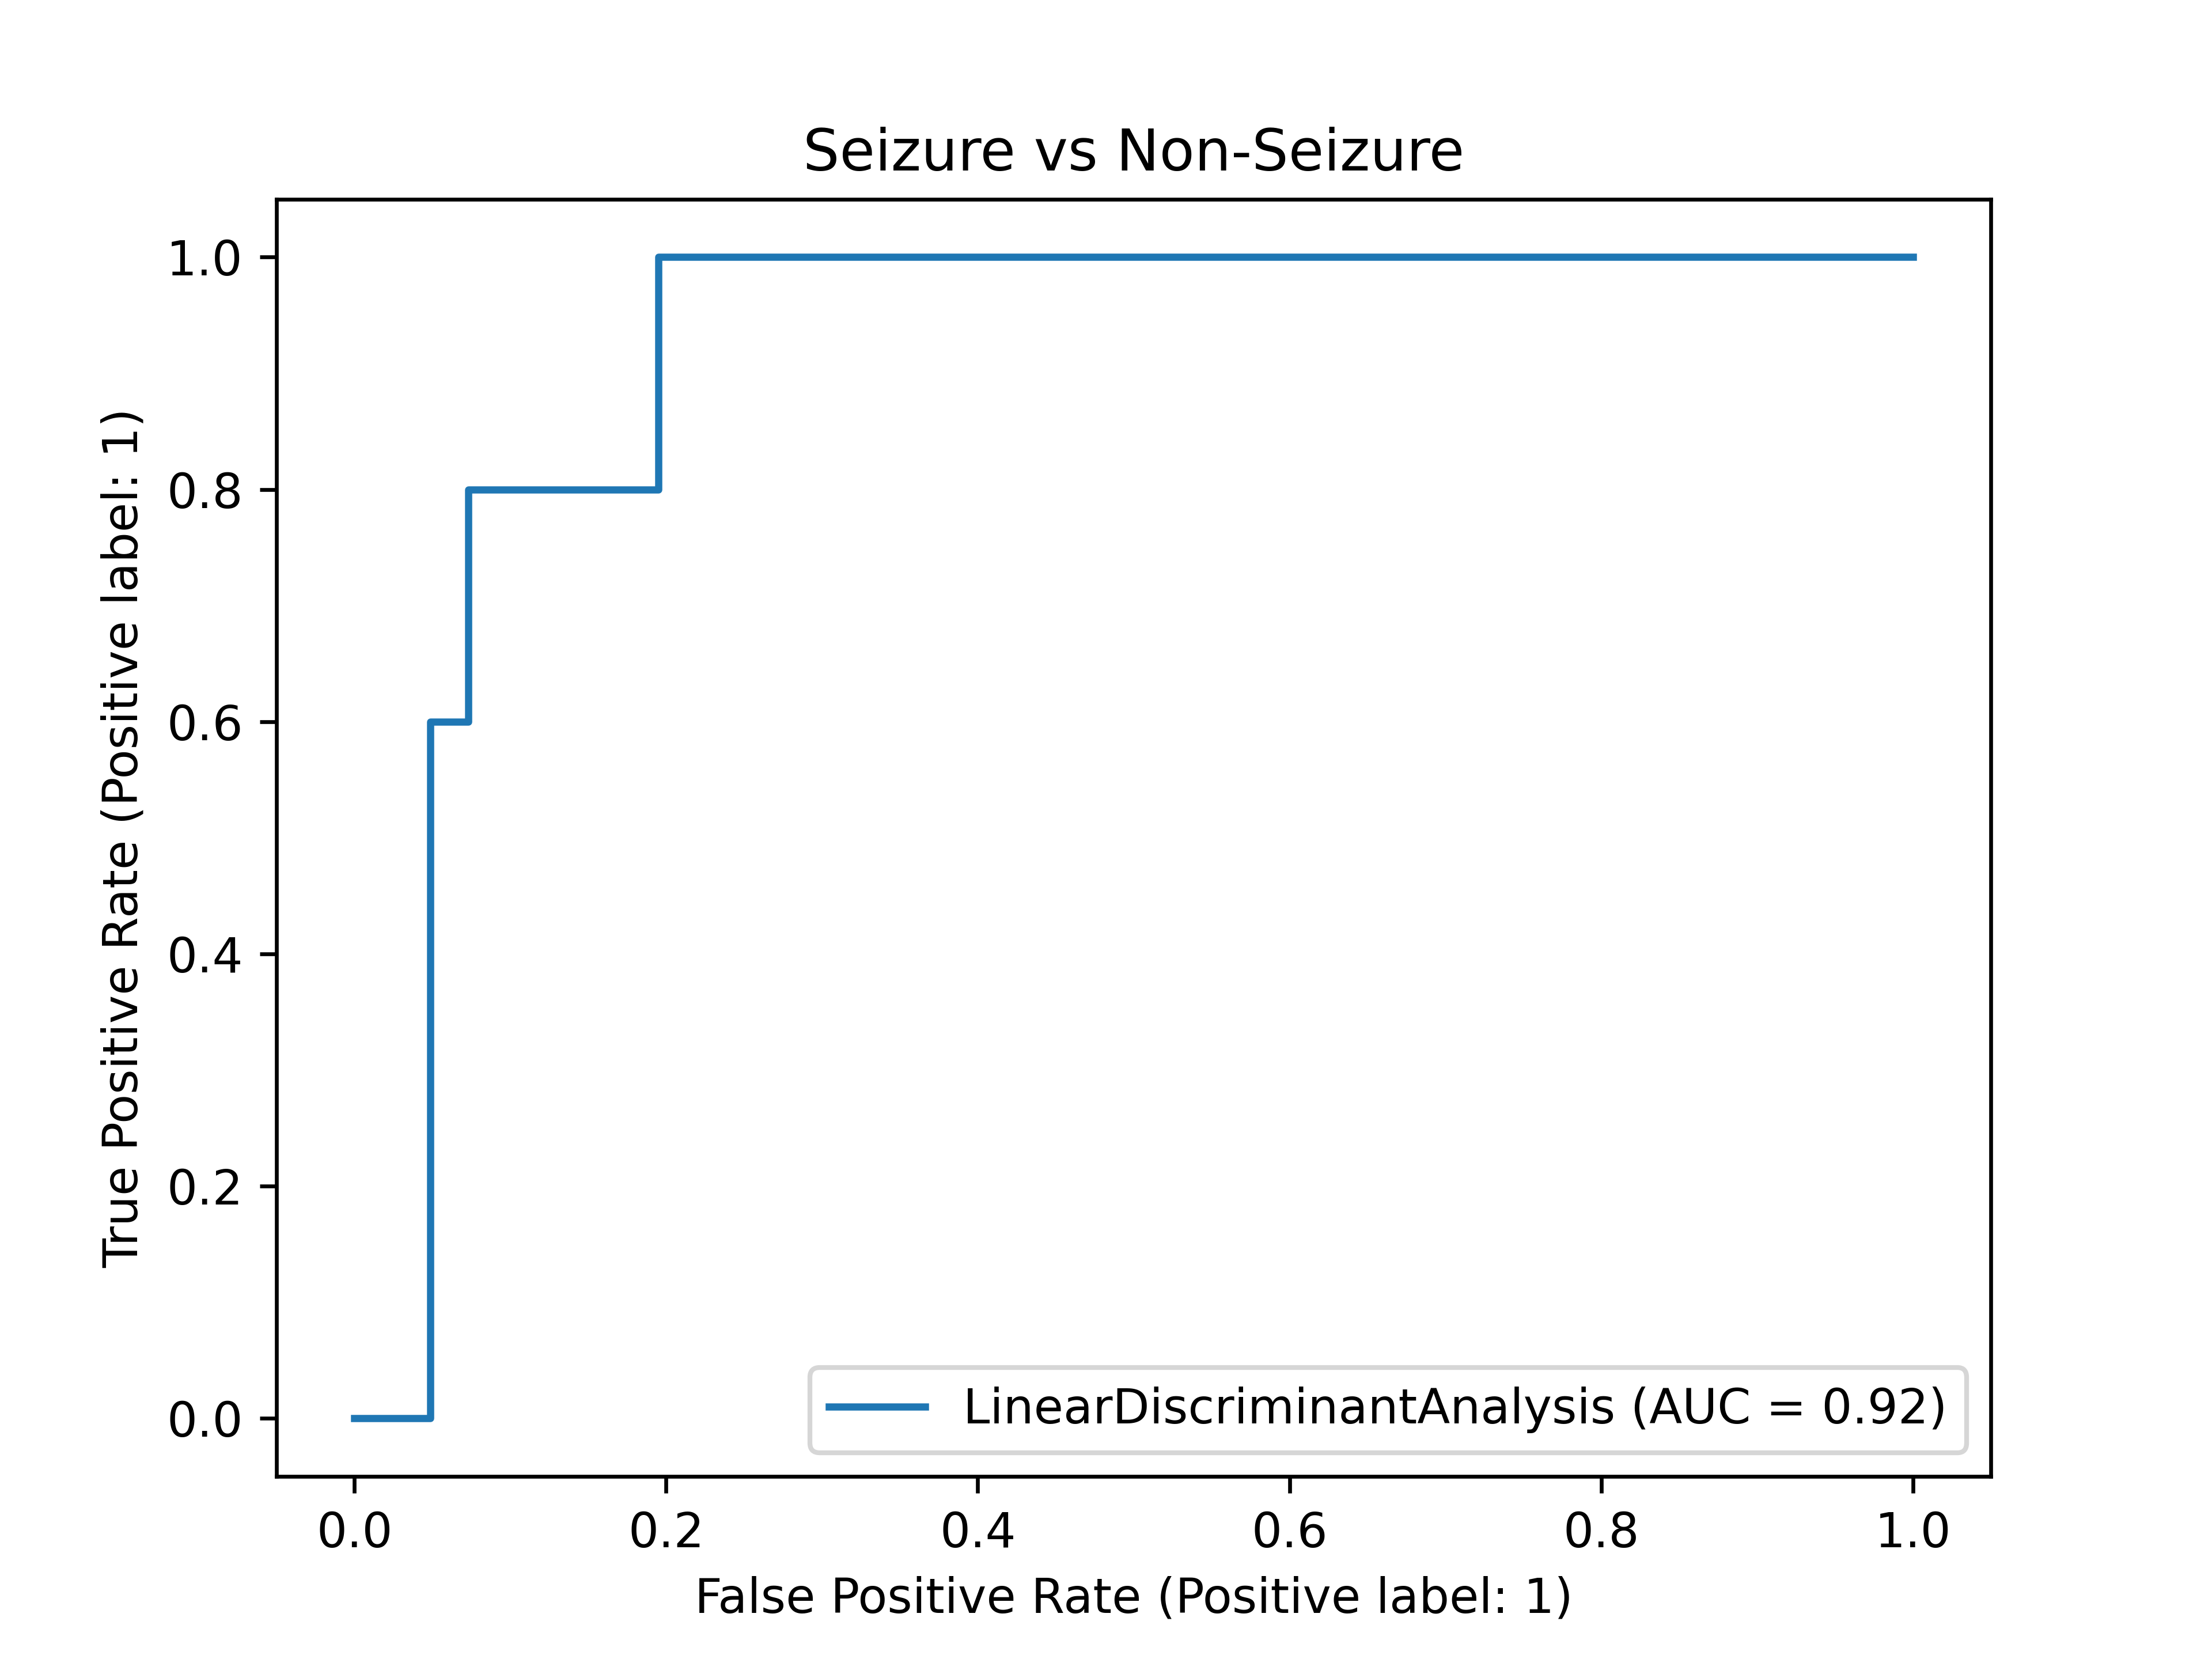 Seizure vs Non-Seizure
1.0
0.8
0.6
0.4
0.2
0.0
True Positive Rate (Positive label: 1)
LinearDiscriminantAnalysis (AUC = 0.92)
0.0 0.2 0.4 0.6 0.8 1.0
False Positive Rate (Positive label: 1)